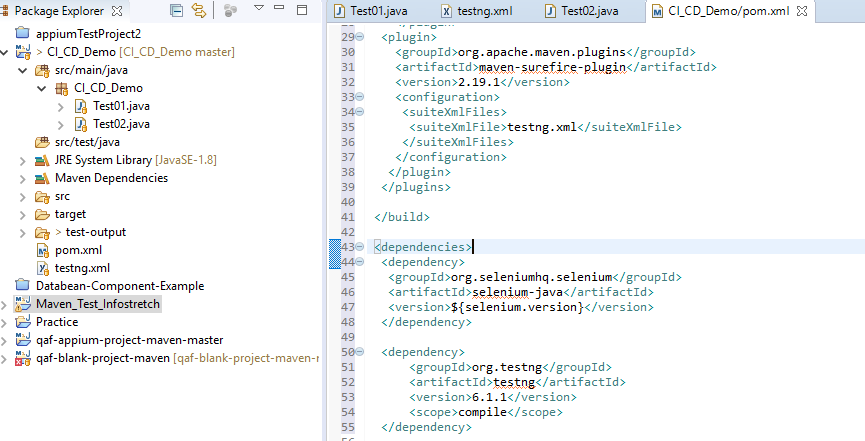 Package Explorer
appiumTestProject2
> CI_CD_Demo [CI_CD_Demo master]
src/main/java
CI_CD_Demo
Test01.java
Test02.java
src/test/java
JRE System Library [JavaSE-1.8]
Maven Dependencies
src
target
> test-output
pom.xml
testng.xml
Databean-Component-Example
Maven_Test_Infostretch
Practice
qaf-appium-project-maven-master
qaf-blank-project-maven [qaf-blank-project-maven-r
Test01.java
testng.xml
Test02.java
CI_CD_Demo/pom.xml
29 <plugin>
30 <groupId>org.apache.maven.plugins</groupId>
31 <artifactId>maven-surefire-plugin</artifactId>
32 <version>2.19.1</version>
33 <configuration>
34 <suiteXmlFiles>
35 <suiteXmlFile>testng.xml</suiteXmlFile>
36 </suiteXmlFiles>
37 </configuration>
38 </plugin>
39 </plugins>
40
41 </build>
42
43 <dependencies>
44 <dependency>
45 <groupId>org.seleniumhq.selenium</groupId>
46 <artifactId>selenium-java</artifactId>
47 <version>${selenium.version}</version>
48 </dependency>
49
50 <dependency>
51 <groupId>org.testng</groupId>
52 <artifactId>testng</artifactId>
53 <version>6.1.1</version>
54 <scope>compile</scope>
55 </dependency>